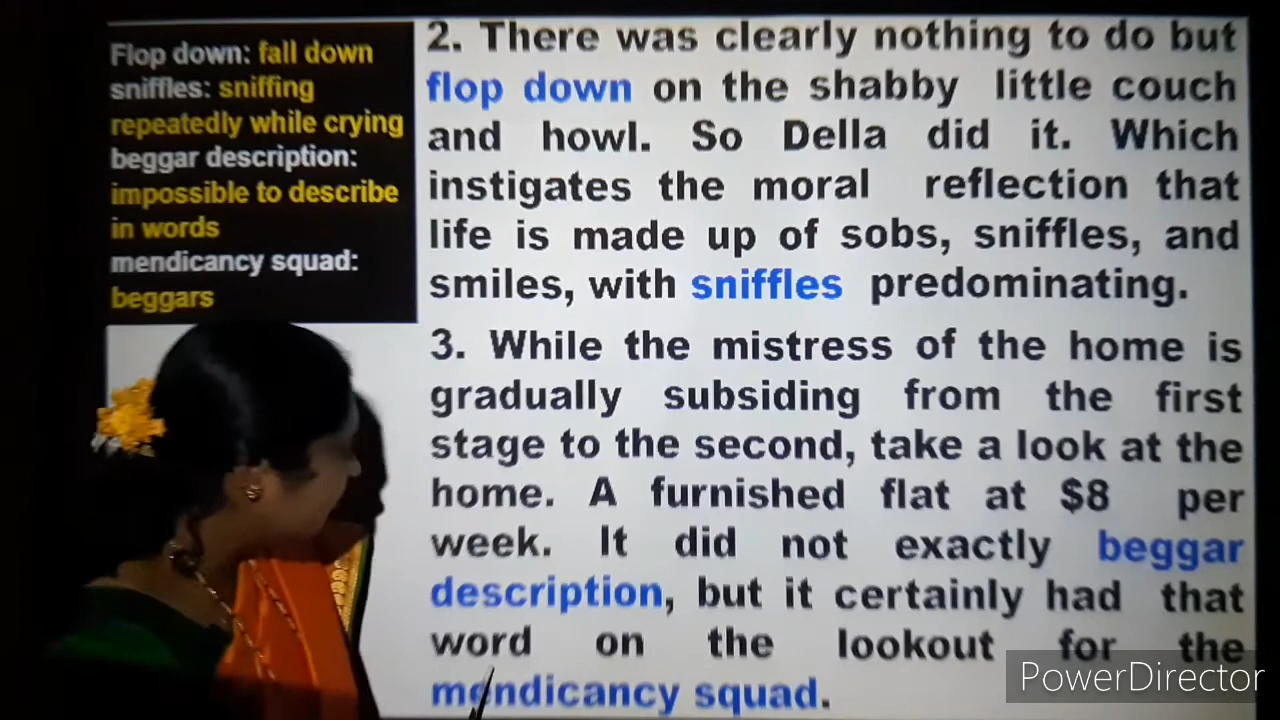 Flop down: fall down
sniffles: sniffing
repeatedly while crying
beggar description:
impossible to describe
in words
mendicancy squad:
beggars
2. There was clearly nothing to do but
flop down on the shabby little couch
and howl. So Della did it. Which
instigates the moral reflection that
life is made up of sobs, sniffles, and
smiles, with sniffles predominating.
3. While the mistress of the home is
gradually subsiding from the first
stage to the second, take a look at the
home. A furnished flat at $8 per
week. It did not exactly beggar
description, but it certainly had that
word on the lookout for the
mendicancy squad.
PowerDirector